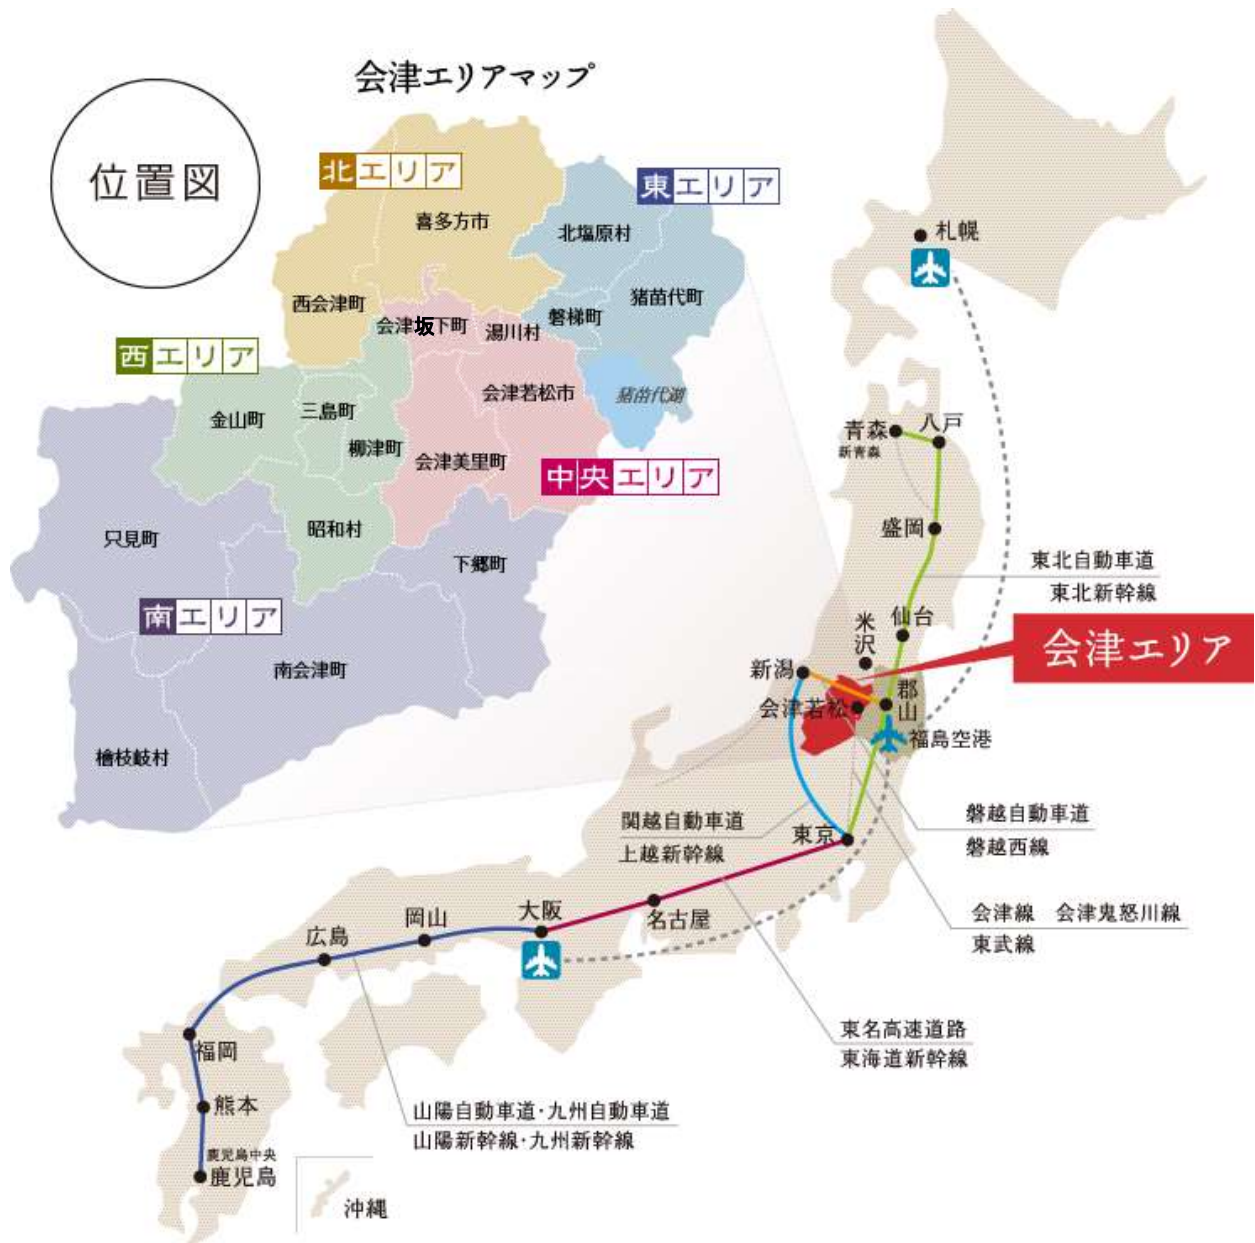 会津エリアマップ
位置図
北エリア
東エリア
喜多方市
北塩原村
西会津町
猪苗代町
会津坂下町
湯川村
磐梯町
西エリア
金山町
三島町
柳津町
会津若松市
猪苗代湖
会津美里町
中央エリア
只見町
昭和村
下郷町
南エリア
南会津町
檜枝岐村
札幌
青森
新青森
八戸
盛岡
東北自動車道
東北新幹線
仙台
米沢
会津エリア
新潟
郡山
会津若松
福島空港
関越自動車道
上越新幹線
東京
磐越自動車道
磐越西線
会津線 会津鬼怒川線
東武線
名古屋
大阪
岡山
広島
東名高速道路
東海道新幹線
福岡
熊本
山陽自動車道・九州自動車道
山陽新幹線・九州新幹線
鹿児島中央
鹿児島
沖縄